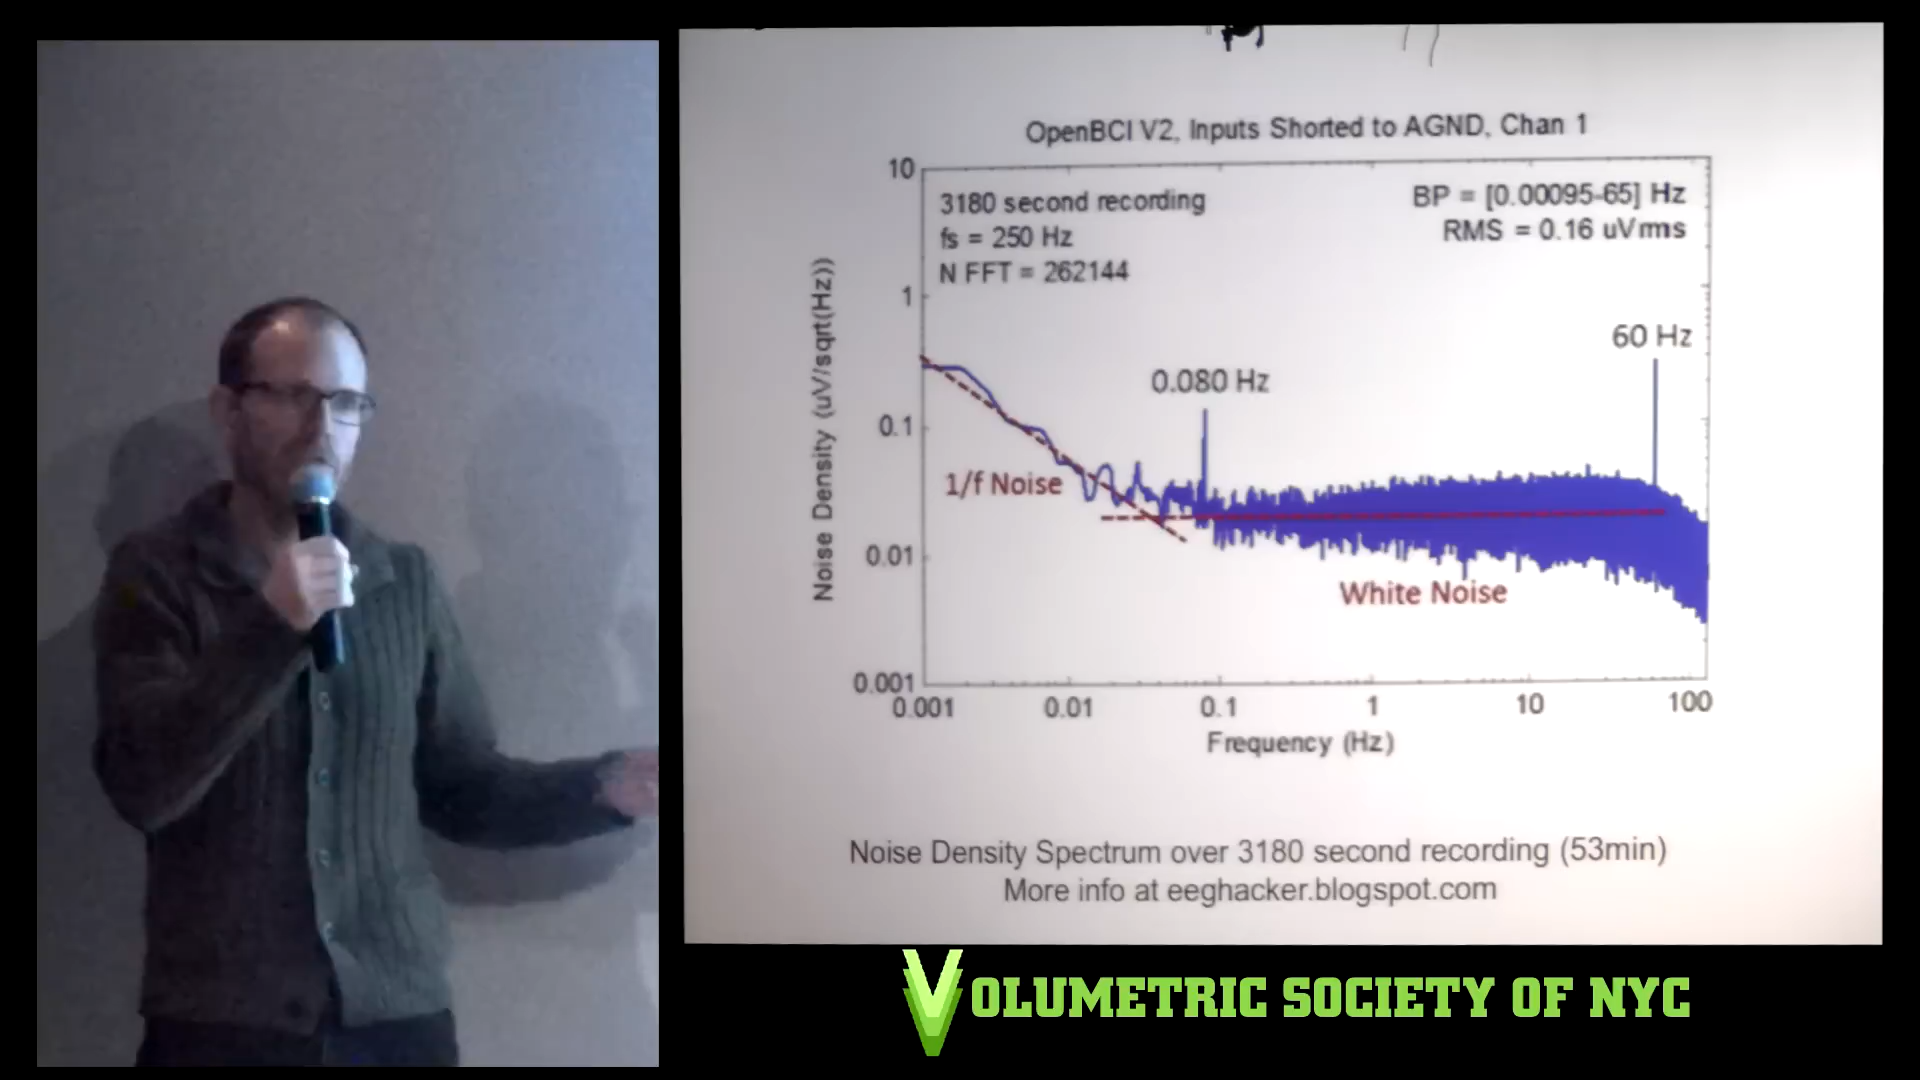 OpenBCI V2, Inputs Shorted to AGND, Chan 1
10
3180 second recording
fs = 250 Hz
N FFT = 262144
BP = [0.00095-65] Hz
RMS = 0.16 uVrms
1
60 Hz
0.080 Hz
0.1
1/f Noise
0.01
White Noise
0.001
Noise Density (uV/sqrt(Hz))
0.001 0.01 0.1 1 10 100
Frequency (Hz)
Noise Density Spectrum over 3180 second recording (53min)
More info at eeghacker.blogspot.com
VOLUMETRIC SOCIETY OF NYC